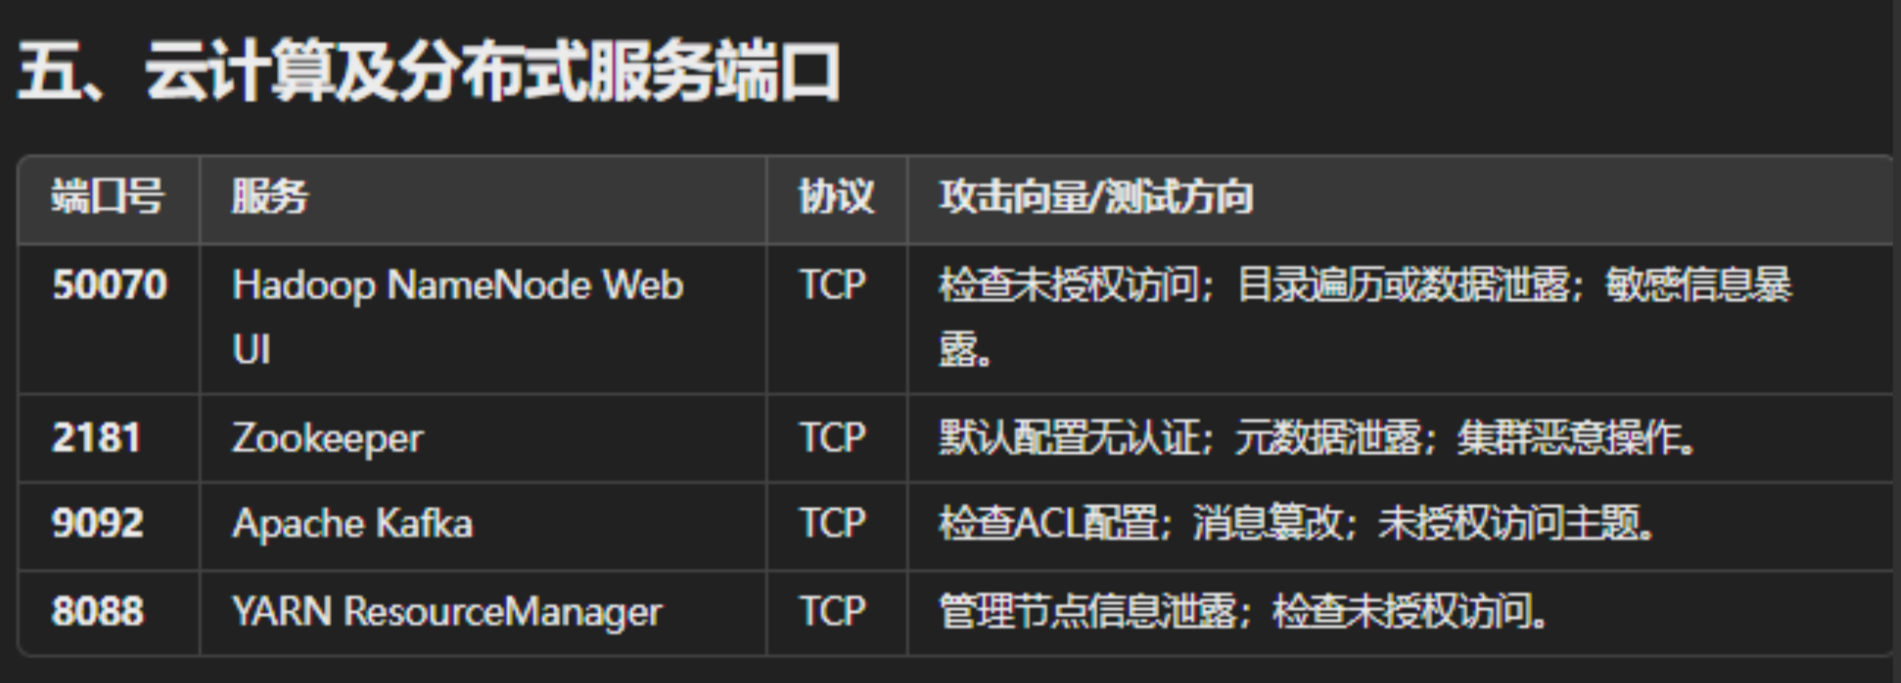 五、云计算及分布式服务端口
端口号 服务 协议 攻击向量/测试方向
50070 Hadoop NameNode Web TCP 检查未授权访问；目录遍历或数据泄露；敏感信息暴
UI 露。
2181 Zookeeper TCP 默认配置无认证；元数据泄露；集群恶意操作。
9092 Apache Kafka TCP 检查ACL配置；消息篡改；未授权访问主题。
8088 YARN ResourceManager TCP 管理节点信息泄露；检查未授权访问。